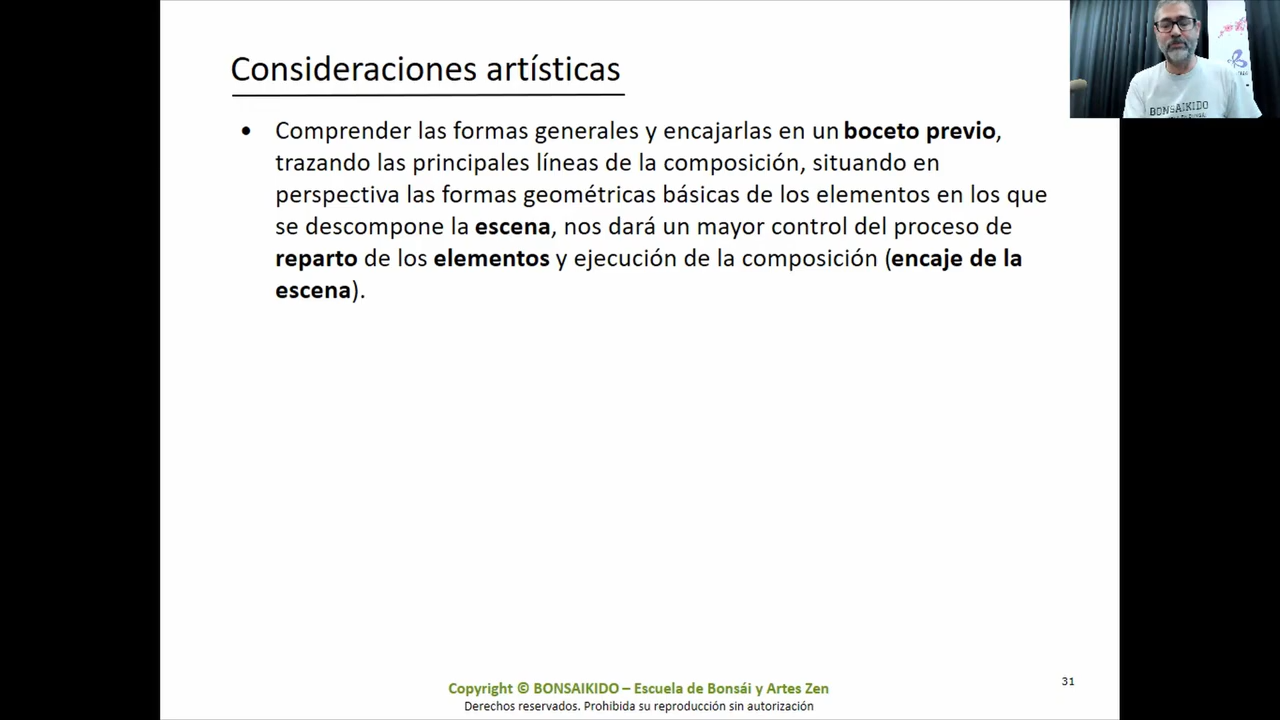 Consideraciones artísticas
• Comprender las formas generales y encajarlas en un boceto previo,
trazando las principales líneas de la composición, situando en
perspectiva las formas geométricas básicas de los elementos en los que
se descompone la escena, nos dará un mayor control del proceso de
reparto de los elementos y ejecución de la composición (encaje de la
escena).
BONSAIKIDO
Copyright © BONSAIKIDO – Escuela de Bonsái y Artes Zen
Derechos reservados. Prohibida su reproducción sin autorización
31